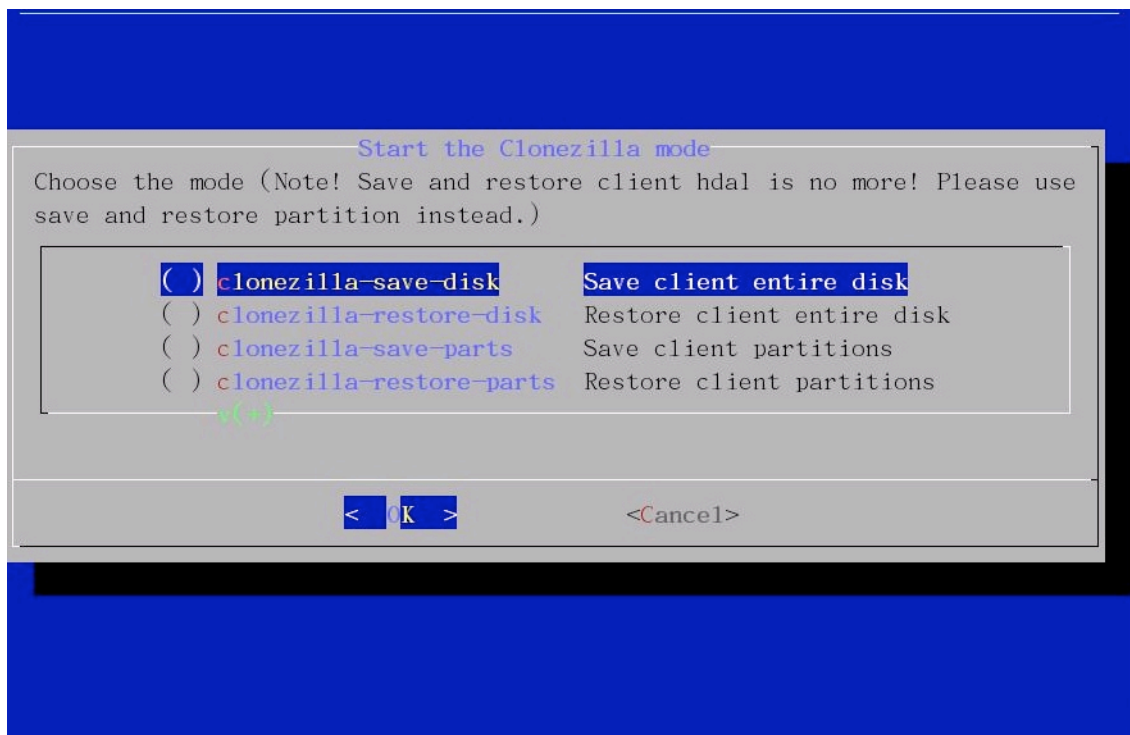 Start the Clonezilla mode
Choose the mode (Note! Save and restore client hda1 is no more! Please use
save and restore partition instead.)
( ) clonezilla-save-disk Save client entire disk
( ) clonezilla-restore-disk Restore client entire disk
( ) clonezilla-save-parts Save client partitions
( ) clonezilla-restore-parts Restore client partitions
v(+)
< OK > <Cancel>